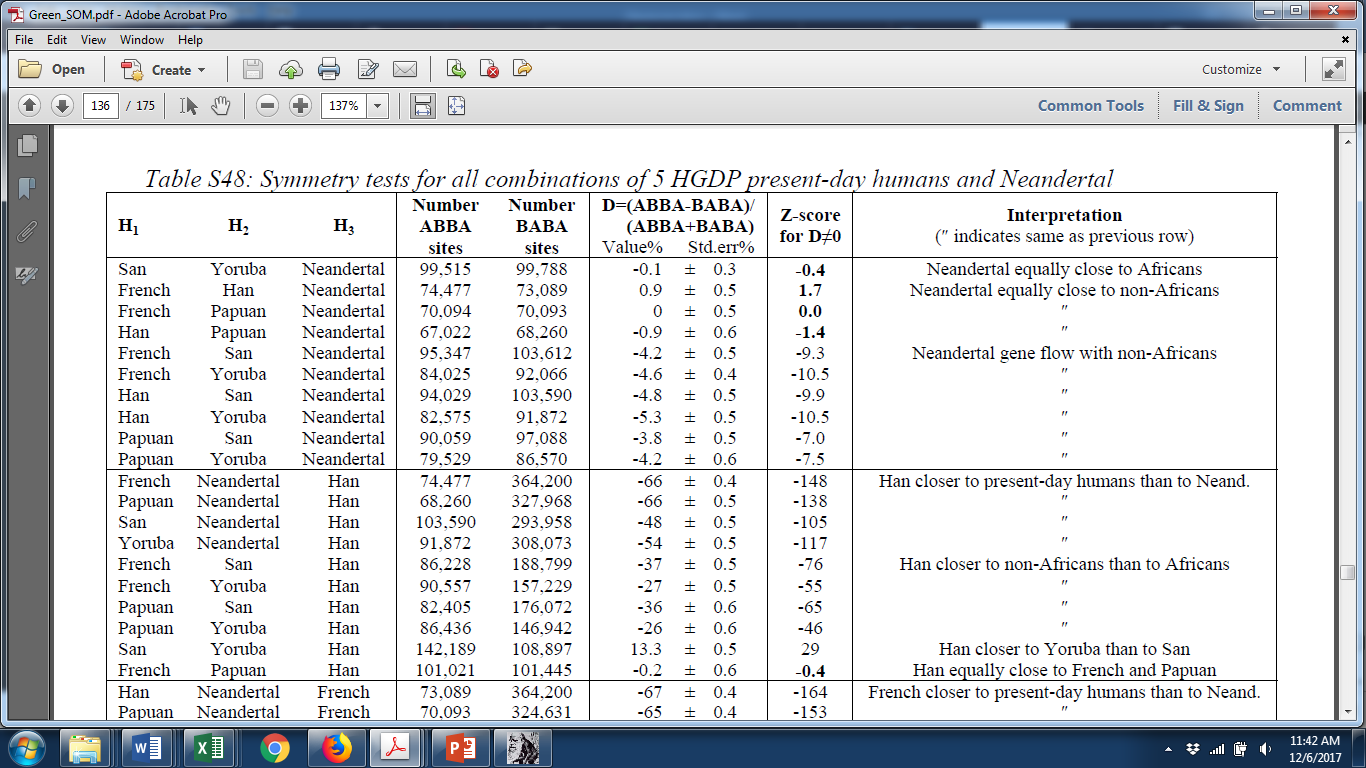 Green_SOM.pdf - Adobe Acrobat Pro
File Edit View Window Help
Open Create Customize
136 / 175 137% Common Tools Fill & Sign Comment
Table S48: Symmetry tests for all combinations of 5 HGDP present-day humans and Neandertal
H1 H2 H3 Number ABBA sites Number BABA sites D=(ABBA-BABA)/(ABBA+BABA) Value% Std.err% Z-score for D≠0 Interpretation (″ indicates same as previous row)
San Yoruba Neandertal 99,515 99,788 -0.1 ± 0.3 -0.4 Neandertal equally close to Africans
French Han Neandertal 74,477 73,089 0.9 ± 0.5 1.7 Neandertal equally close to non-Africans
French Papuan Neandertal 70,094 70,093 0 ± 0.5 0.0 ″
Han Papuan Neandertal 67,022 68,260 -0.9 ± 0.6 -1.4 ″
French San Neandertal 95,347 103,612 -4.2 ± 0.5 -9.3 Neandertal gene flow with non-Africans
French Yoruba Neandertal 84,025 92,066 -4.6 ± 0.4 -10.5 ″
Han San Neandertal 94,029 103,590 -4.8 ± 0.5 -9.9 ″
Han Yoruba Neandertal 82,575 91,872 -5.3 ± 0.5 -10.5 ″
Papuan San Neandertal 90,059 97,088 -3.8 ± 0.5 -7.0 ″
Papuan Yoruba Neandertal 79,529 86,570 -4.2 ± 0.6 -7.5 ″
French Neandertal Han 74,477 364,200 -66 ± 0.4 -148 Han closer to present-day humans than to Neand.
Papuan Neandertal Han 68,260 327,968 -66 ± 0.5 -138 ″
San Neandertal Han 103,590 293,958 -48 ± 0.5 -105 ″
Yoruba Neandertal Han 91,872 308,073 -54 ± 0.5 -117 ″
French San Han 86,228 188,799 -37 ± 0.5 -76 Han closer to non-Africans than to Africans
French Yoruba Han 90,557 157,229 -27 ± 0.5 -55 ″
Papuan San Han 82,405 176,072 -36 ± 0.6 -65 ″
Papuan Yoruba Han 86,436 146,942 -26 ± 0.6 -46 ″
San Yoruba Han 142,189 108,897 13.3 ± 0.5 29 Han closer to Yoruba than to San
French Papuan Han 101,021 101,445 -0.2 ± 0.6 -0.4 Han equally close to French and Papuan
Han Neandertal French 73,089 364,200 -67 ± 0.4 -164 French closer to present-day humans than to Neand.
Papuan Neandertal French 70,093 324,631 -65 ± 0.4 -153 ″
11:42 AM
12/6/2017